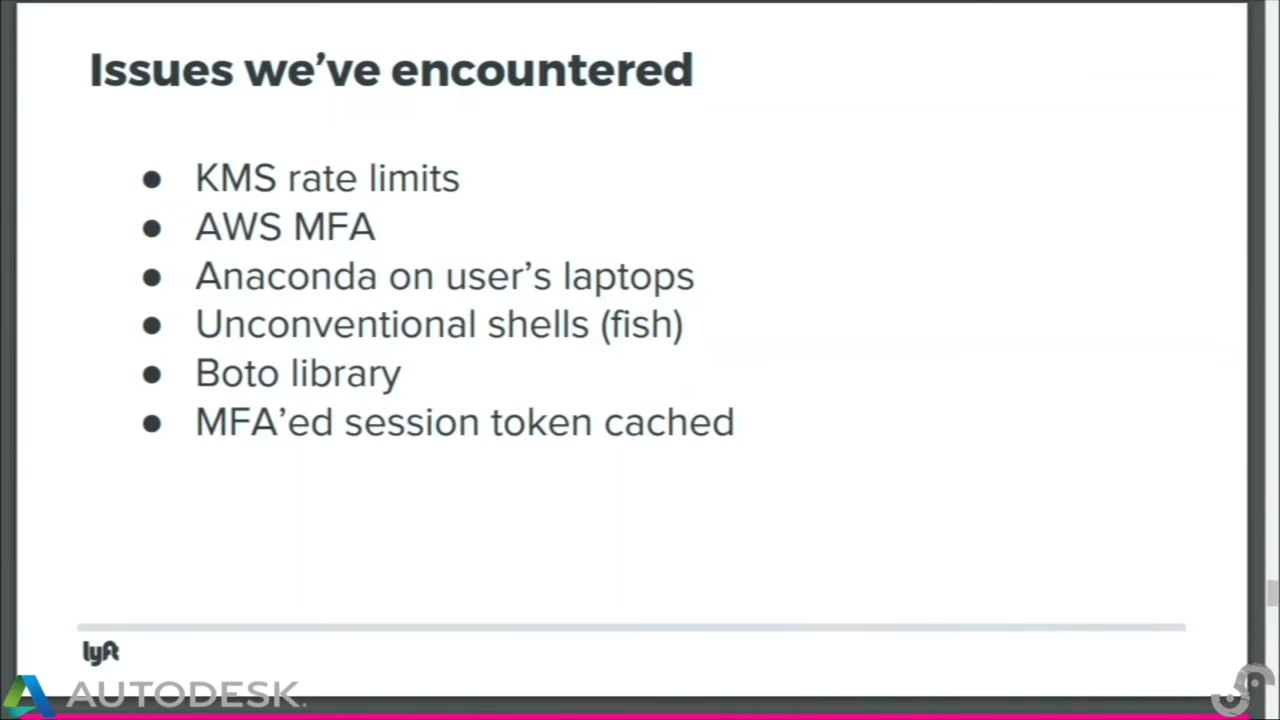 Issues we’ve encountered
● KMS rate limits
● AWS MFA
● Anaconda on user’s laptops
● Unconventional shells (fish)
● Boto library
● MFA’ed session token cached
lyft
AUTODESK.